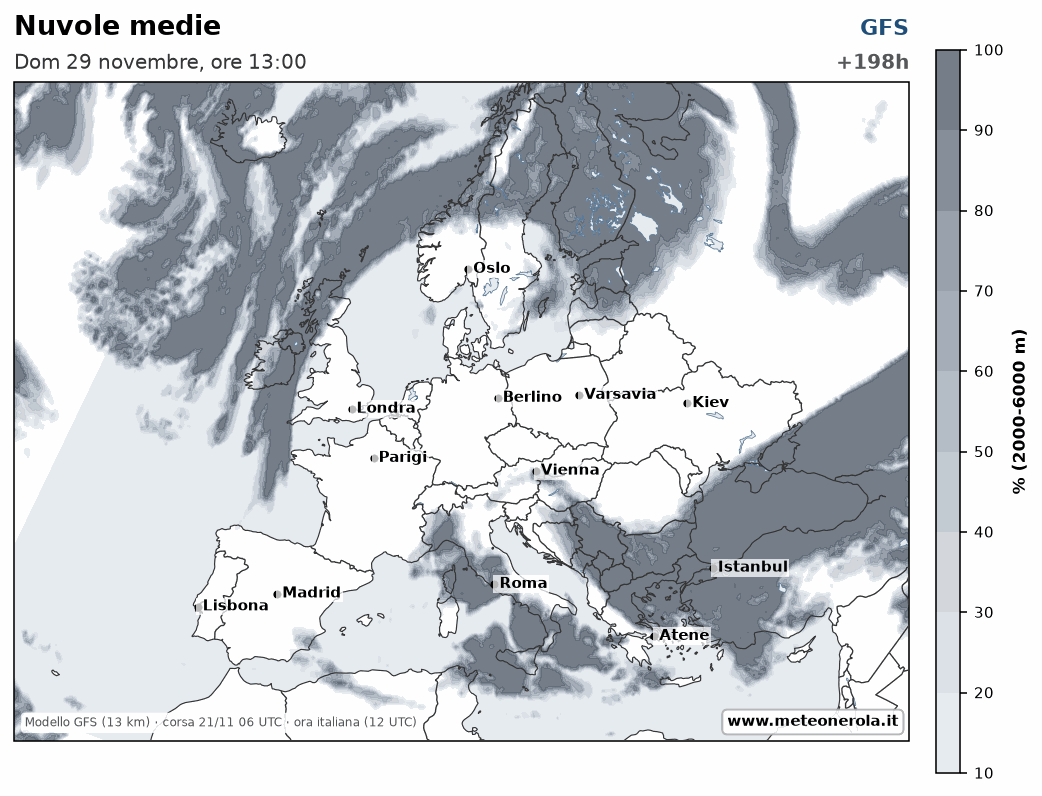 Nuvole medie
GFS
Dom 29 novembre, ore 13:00
+198h
100
90
80
70
60
50
40
30
20
10
% (2000-6000 m)
Oslo
Londra
Berlino
Varsavia
Kiev
Parigi
Vienna
Istanbul
Roma
Madrid
Lisbona
Atene
Modello GFS (13 km) · corsa 21/11 06 UTC · ora italiana (12 UTC)
www.meteonerola.it